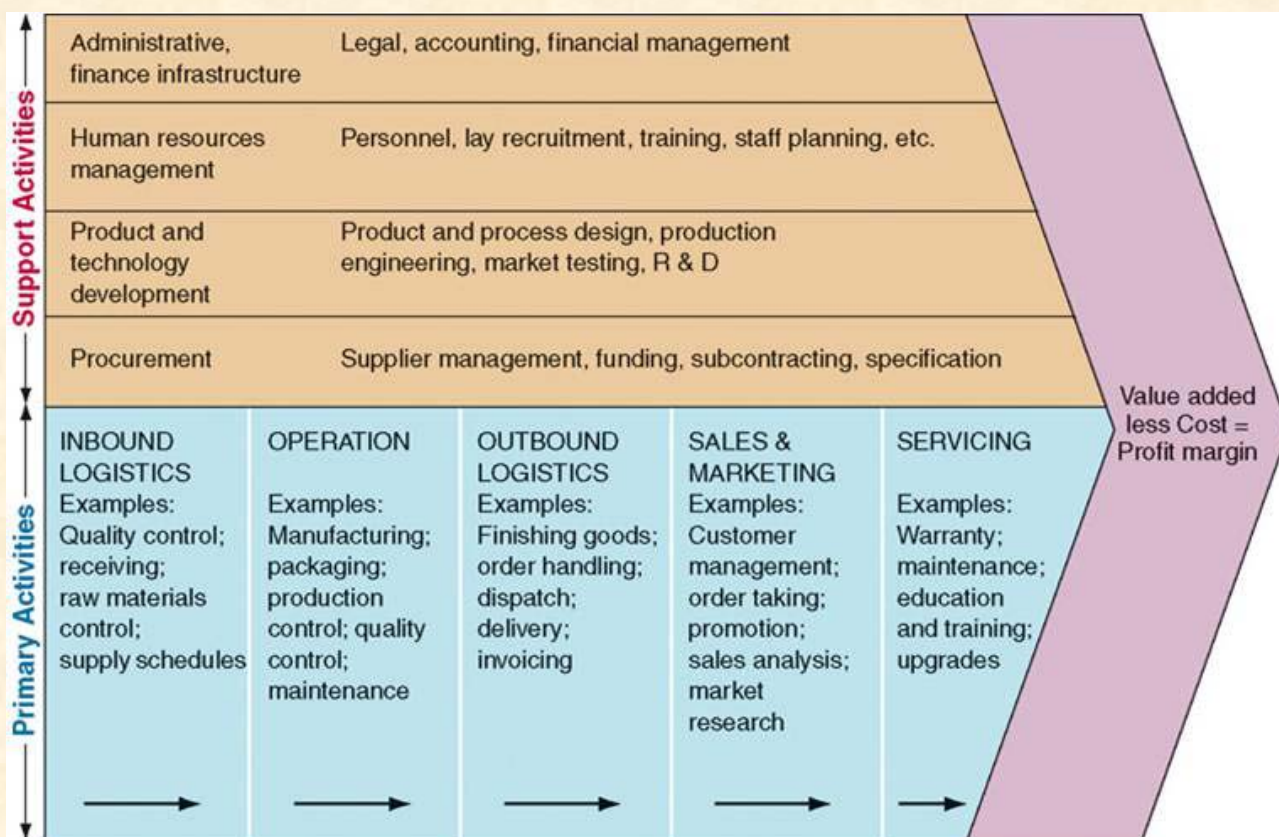 Support Activities
Administrative,
finance infrastructure
Legal, accounting, financial management
Human resources
management
Personnel, lay recruitment, training, staff planning, etc.
Product and
technology
development
Product and process design, production
engineering, market testing, R & D
Procurement
Supplier management, funding, subcontracting, specification
Primary Activities
INBOUND
LOGISTICS
Examples:
Quality control;
receiving;
raw materials
control;
supply schedules
OPERATION
Examples:
Manufacturing;
packaging;
production
control; quality
control;
maintenance
OUTBOUND
LOGISTICS
Examples:
Finishing goods;
order handling;
dispatch;
delivery;
invoicing
SALES &
MARKETING
Examples:
Customer
management;
order taking;
promotion;
sales analysis;
market
research
SERVICING
Examples:
Warranty;
maintenance;
education
and training;
upgrades
Value added
less Cost =
Profit margin